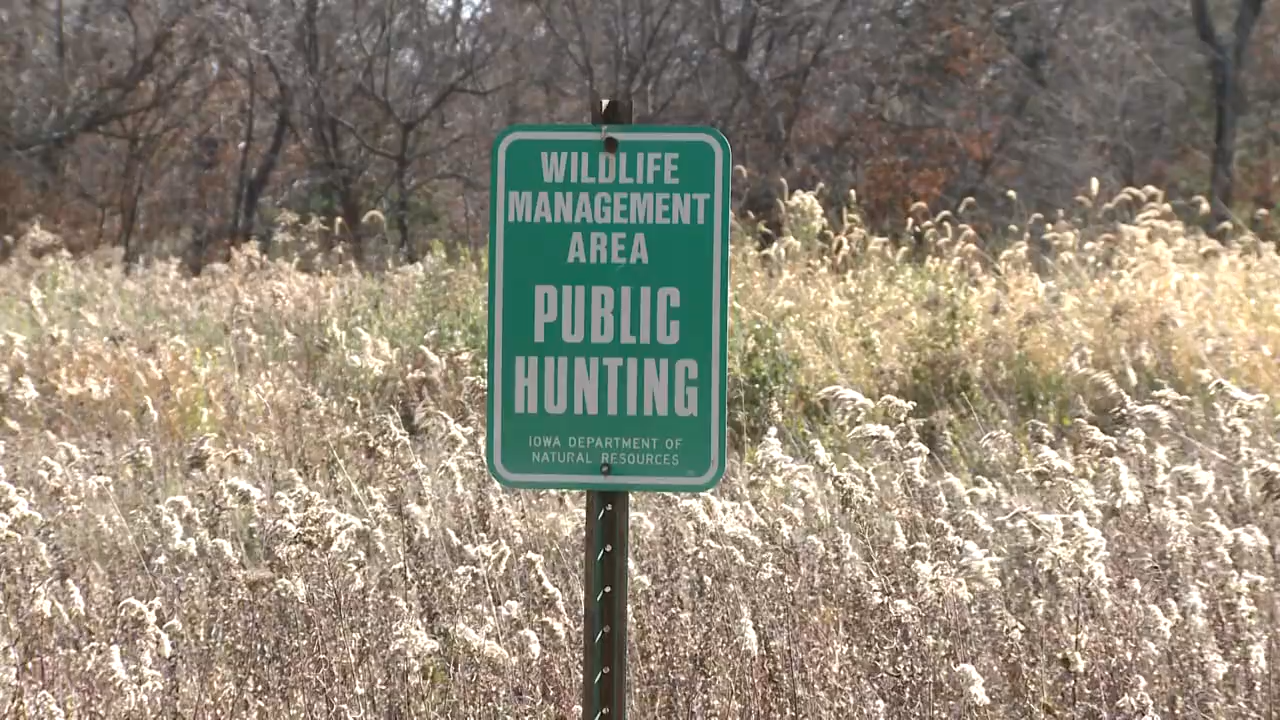 WILDLIFE
MANAGEMENT
AREA
PUBLIC
HUNTING
IOWA DEPARTMENT OF
NATURAL RESOURCES